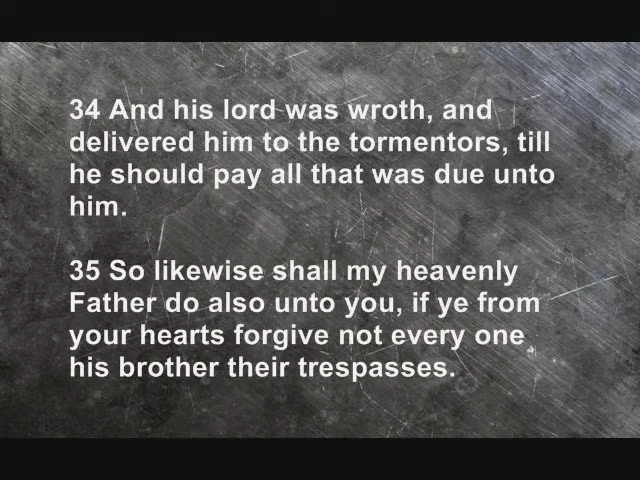 34 And his lord was wroth, and
delivered him to the tormentors, till
he should pay all that was due unto
him.
35 So likewise shall my heavenly
Father do also unto you, if ye from
your hearts forgive not every one
his brother their trespasses.